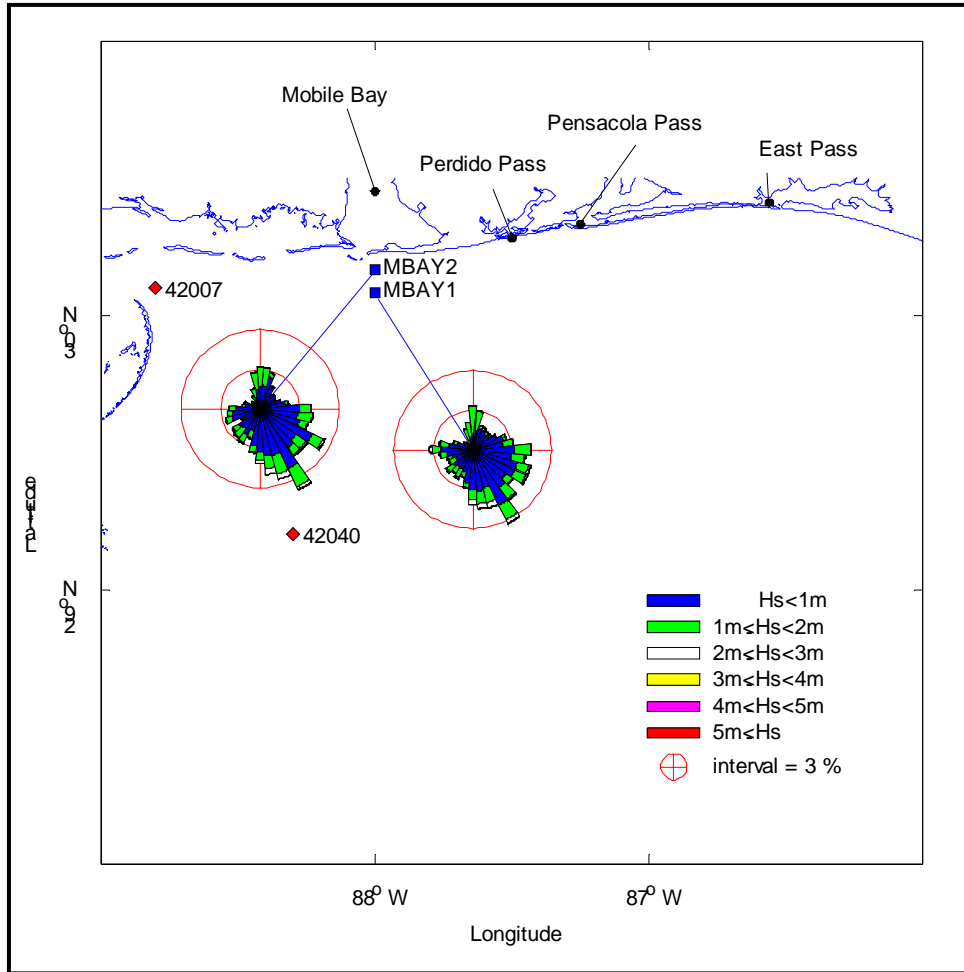 Mobile Bay
Pensacola Pass
Perdido Pass
East Pass
MBAY2
MBAY1
42007
30° N
42040
29° N
Latitude
Hs<1m
1m≤Hs<2m
2m≤Hs<3m
3m≤Hs<4m
4m≤Hs<5m
5m≤Hs
interval = 3 %
88° W
87° W
Longitude